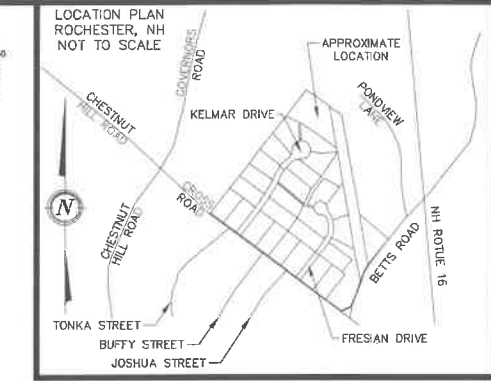 LOCATION PLAN
ROCHESTER, NH
NOT TO SCALE
GOVERNORS
ROAD
APPROXIMATE
LOCATION
CHESTNUT
HILL ROAD
KELMAR DRIVE
PONDVIEW
LANE
N
CROSS
ROAD
CHESTNUT
HILL ROAD
BETTS ROAD
NH ROTUE 16
TONKA STREET
BUFFY STREET
JOSHUA STREET
FRESIAN DRIVE